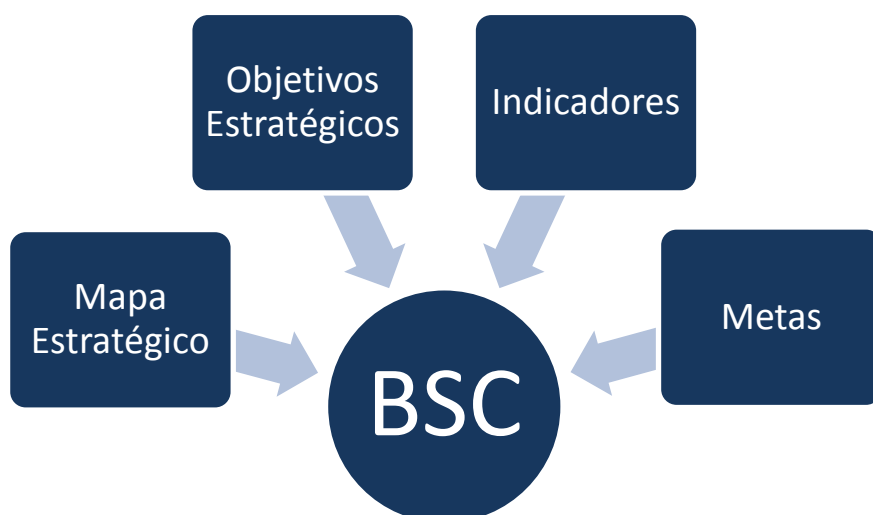 Objetivos
Estratégicos
Indicadores
Mapa
Estratégico
Metas
BSC